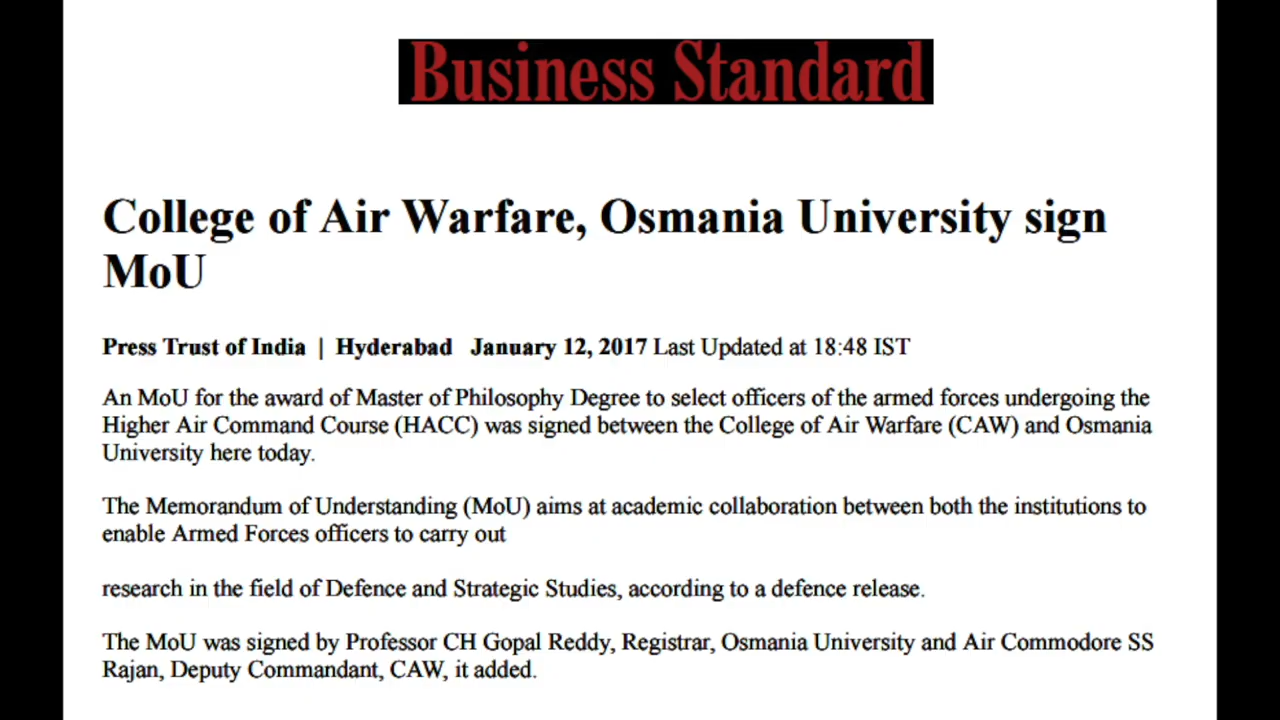 Business Standard
College of Air Warfare, Osmania University sign
MoU
Press Trust of India | Hyderabad January 12, 2017 Last Updated at 18:48 IST
An MoU for the award of Master of Philosophy Degree to select officers of the armed forces undergoing the
Higher Air Command Course (HACC) was signed between the College of Air Warfare (CAW) and Osmania
University here today.
The Memorandum of Understanding (MoU) aims at academic collaboration between both the institutions to
enable Armed Forces officers to carry out
research in the field of Defence and Strategic Studies, according to a defence release.
The MoU was signed by Professor CH Gopal Reddy, Registrar, Osmania University and Air Commodore SS
Rajan, Deputy Commandant, CAW, it added.